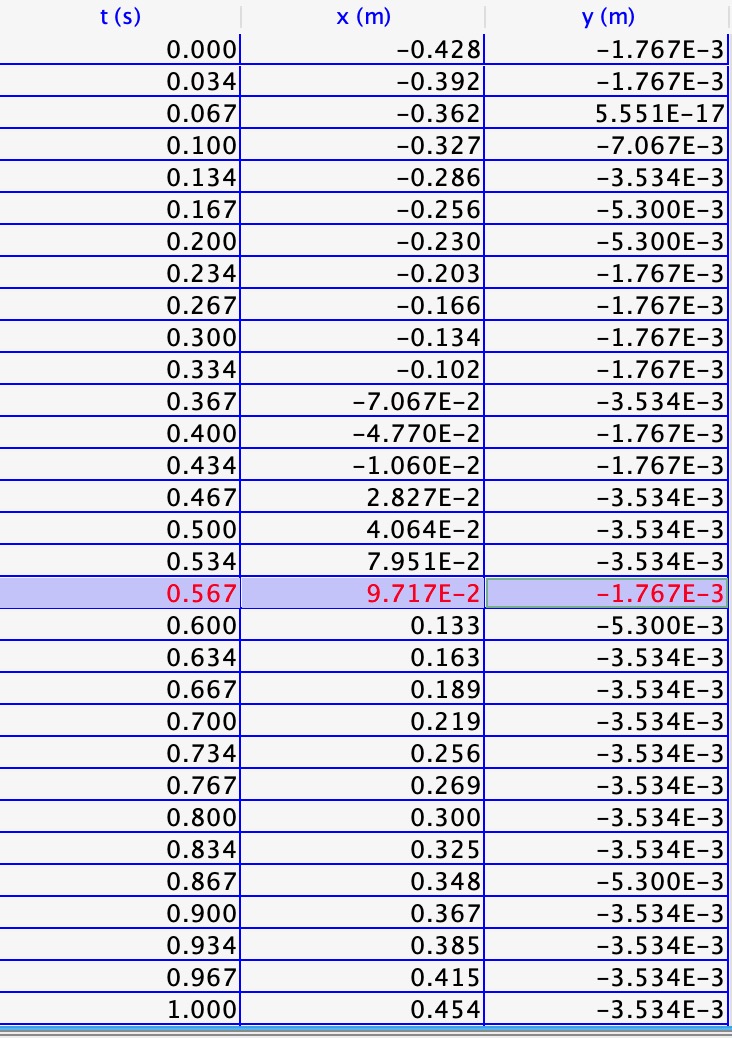 t (s) x (m) y (m)
0.000 −0.428 −1.767E−3
0.034 −0.392 −1.767E−3
0.067 −0.362 5.551E−17
0.100 −0.327 −7.067E−3
0.134 −0.286 −3.534E−3
0.167 −0.256 −5.300E−3
0.200 −0.230 −5.300E−3
0.234 −0.203 −1.767E−3
0.267 −0.166 −1.767E−3
0.300 −0.134 −1.767E−3
0.334 −0.102 −1.767E−3
0.367 −7.067E−2 −3.534E−3
0.400 −4.770E−2 −1.767E−3
0.434 −1.060E−2 −1.767E−3
0.467 2.827E−2 −3.534E−3
0.500 4.064E−2 −3.534E−3
0.534 7.951E−2 −3.534E−3
0.567 9.717E−2 −1.767E−3
0.600 0.133 −5.300E−3
0.634 0.163 −3.534E−3
0.667 0.189 −3.534E−3
0.700 0.219 −3.534E−3
0.734 0.256 −3.534E−3
0.767 0.269 −3.534E−3
0.800 0.300 −3.534E−3
0.834 0.325 −3.534E−3
0.867 0.348 −5.300E−3
0.900 0.367 −3.534E−3
0.934 0.385 −3.534E−3
0.967 0.415 −3.534E−3
1.000 0.454 −3.534E−3